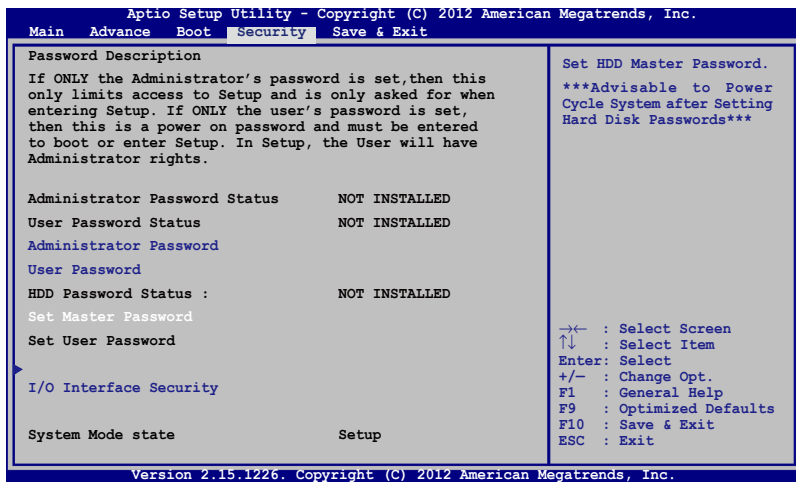 Aptio Setup Utility - Copyright (C) 2012 American Megatrends, Inc.
Main Advance Boot Security Save & Exit
Password Description
If ONLY the Administrator's password is set,then this
only limits access to Setup and is only asked for when
entering Setup. If ONLY the user's password is set,
then this is a power on password and must be entered
to boot or enter Setup. In Setup, the User will have
Administrator rights.
Administrator Password Status NOT INSTALLED
User Password Status NOT INSTALLED
Administrator Password
User Password
HDD Password Status : NOT INSTALLED
Set Master Password
Set User Password
I/O Interface Security
System Mode state Setup
Set HDD Master Password.
***Advisable to Power
Cycle System after Setting
Hard Disk Passwords***
→← : Select Screen
↑↓ : Select Item
Enter: Select
+/— : Change Opt.
F1 : General Help
F9 : Optimized Defaults
F10 : Save & Exit
ESC : Exit
Version 2.15.1226. Copyright (C) 2012 American Megatrends, Inc.